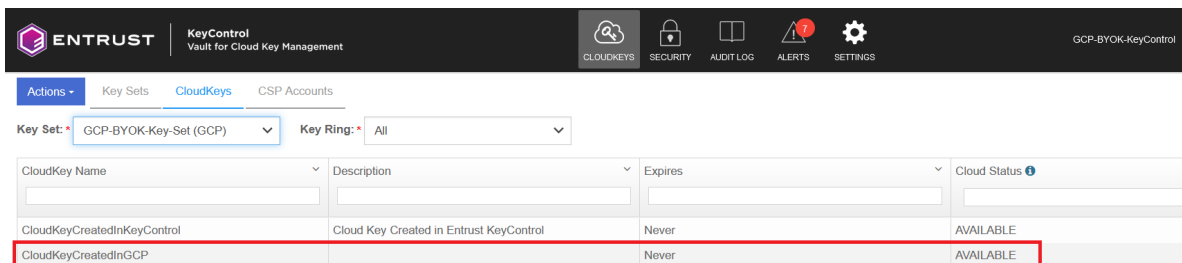 ENTRUST
KeyControl
Vault for Cloud Key Management
CLOUDKEYS
SECURITY
AUDIT LOG
7
ALERTS
SETTINGS
GCP-BYOK-KeyControl
Actions Key Sets CloudKeys CSP Accounts
Key Set: * GCP-BYOK-Key-Set (GCP) Key Ring: * All
CloudKey Name Description Expires Cloud Status
CloudKeyCreatedInKeyControl Cloud Key Created in Entrust KeyControl Never AVAILABLE
CloudKeyCreatedInGCP Never AVAILABLE